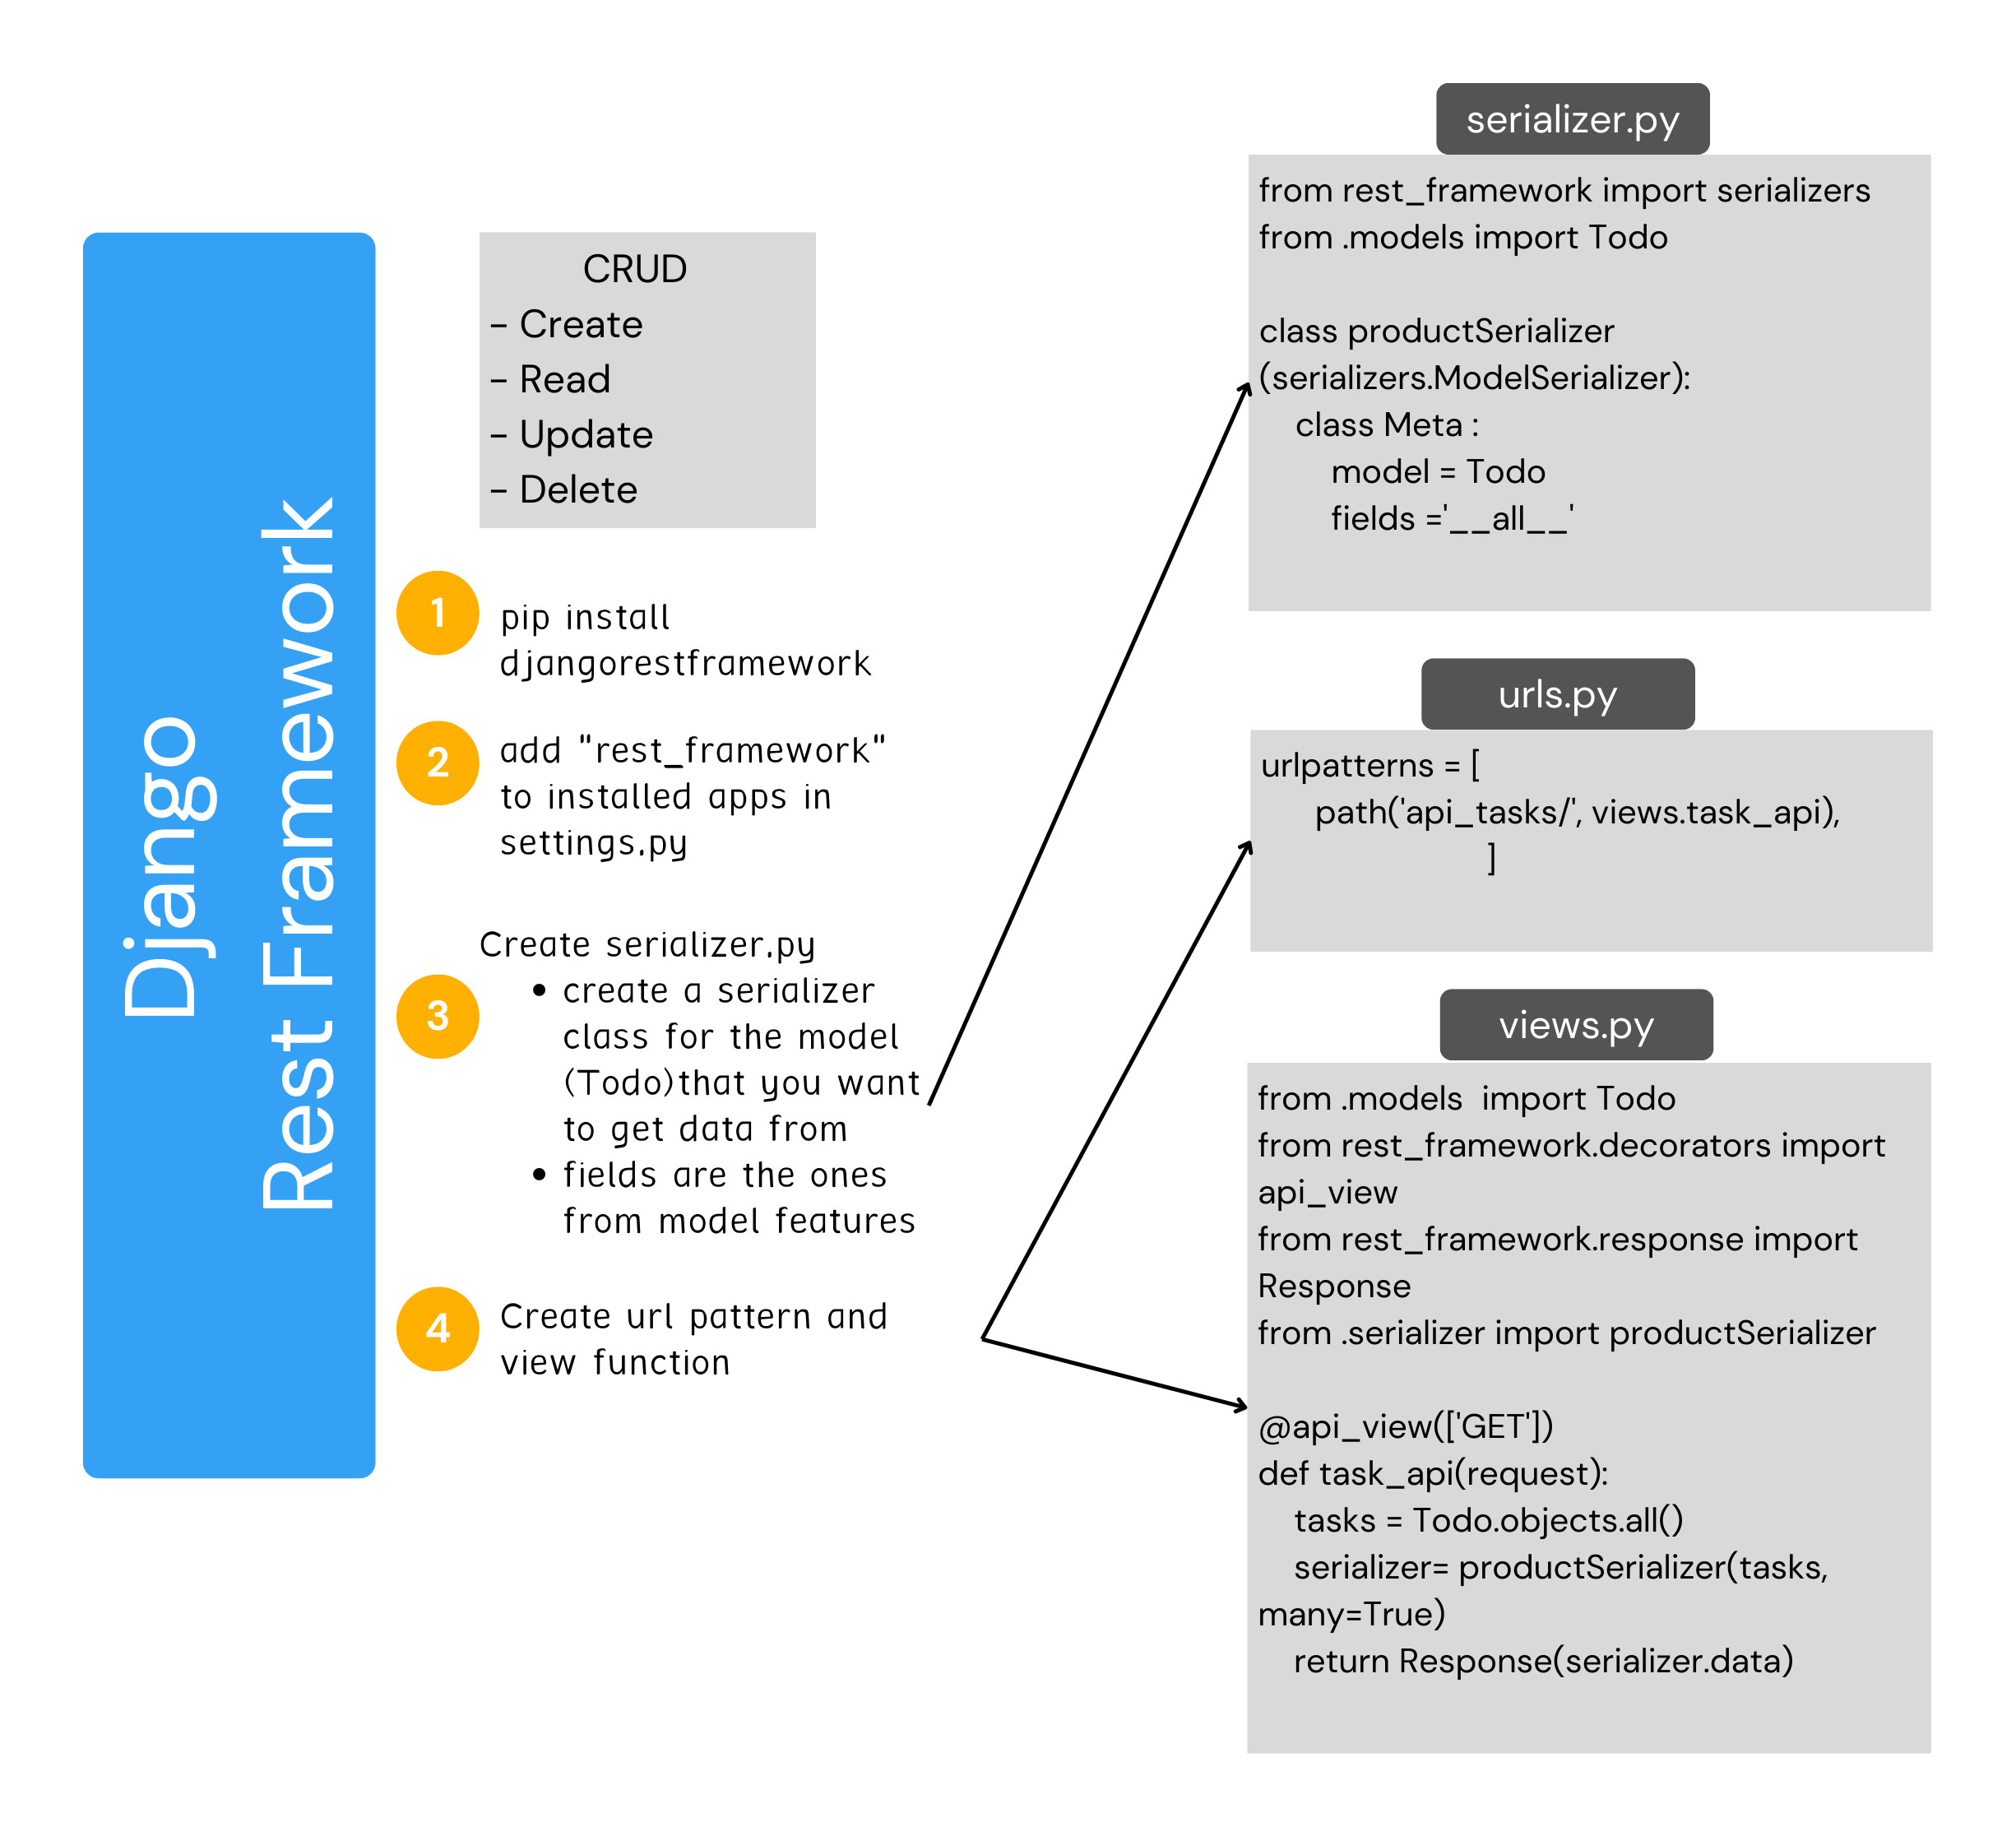 Django
Rest Framework
CRUD
- Create
- Read
- Update
- Delete
1
pip install
djangorestframework
2
add "rest_framework"
to installed apps in
settings.py
3
Create serializer.py
• create a serializer
class for the model
(Todo)that you want
to get data from
• fields are the ones
from model features
4
Create url pattern and
view function
serializer.py
from rest_framework import serializers
from .models import Todo
class productSerializer
(serializers.ModelSerializer):
class Meta :
model = Todo
fields ='__all__'
urls.py
urlpatterns = [
path('api_tasks/', views.task_api),
]
views.py
from .models  import Todo
from rest_framework.decorators import
api_view
from rest_framework.response import
Response
from .serializer import productSerializer
@api_view(['GET'])
def task_api(request):
tasks = Todo.objects.all()
serializer= productSerializer(tasks,
many=True)
return Response(serializer.data)